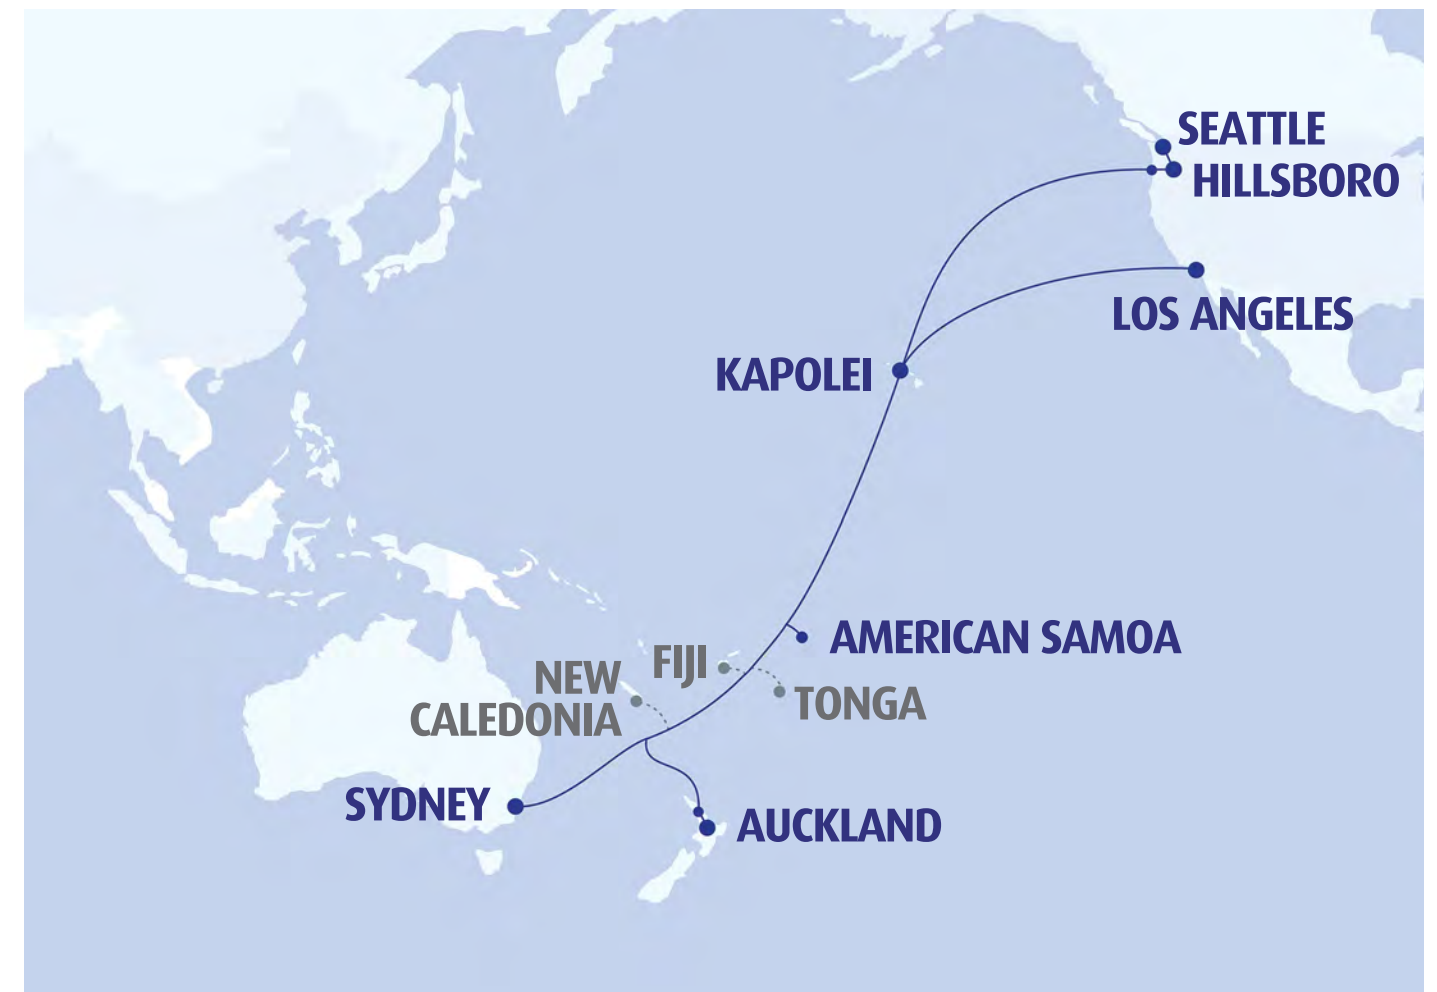 SEATTLE
HILLSBORO
LOS ANGELES
KAPOLEI
AMERICAN SAMOA
FIJI
NEW
CALEDONIA
TONGA
SYDNEY
AUCKLAND